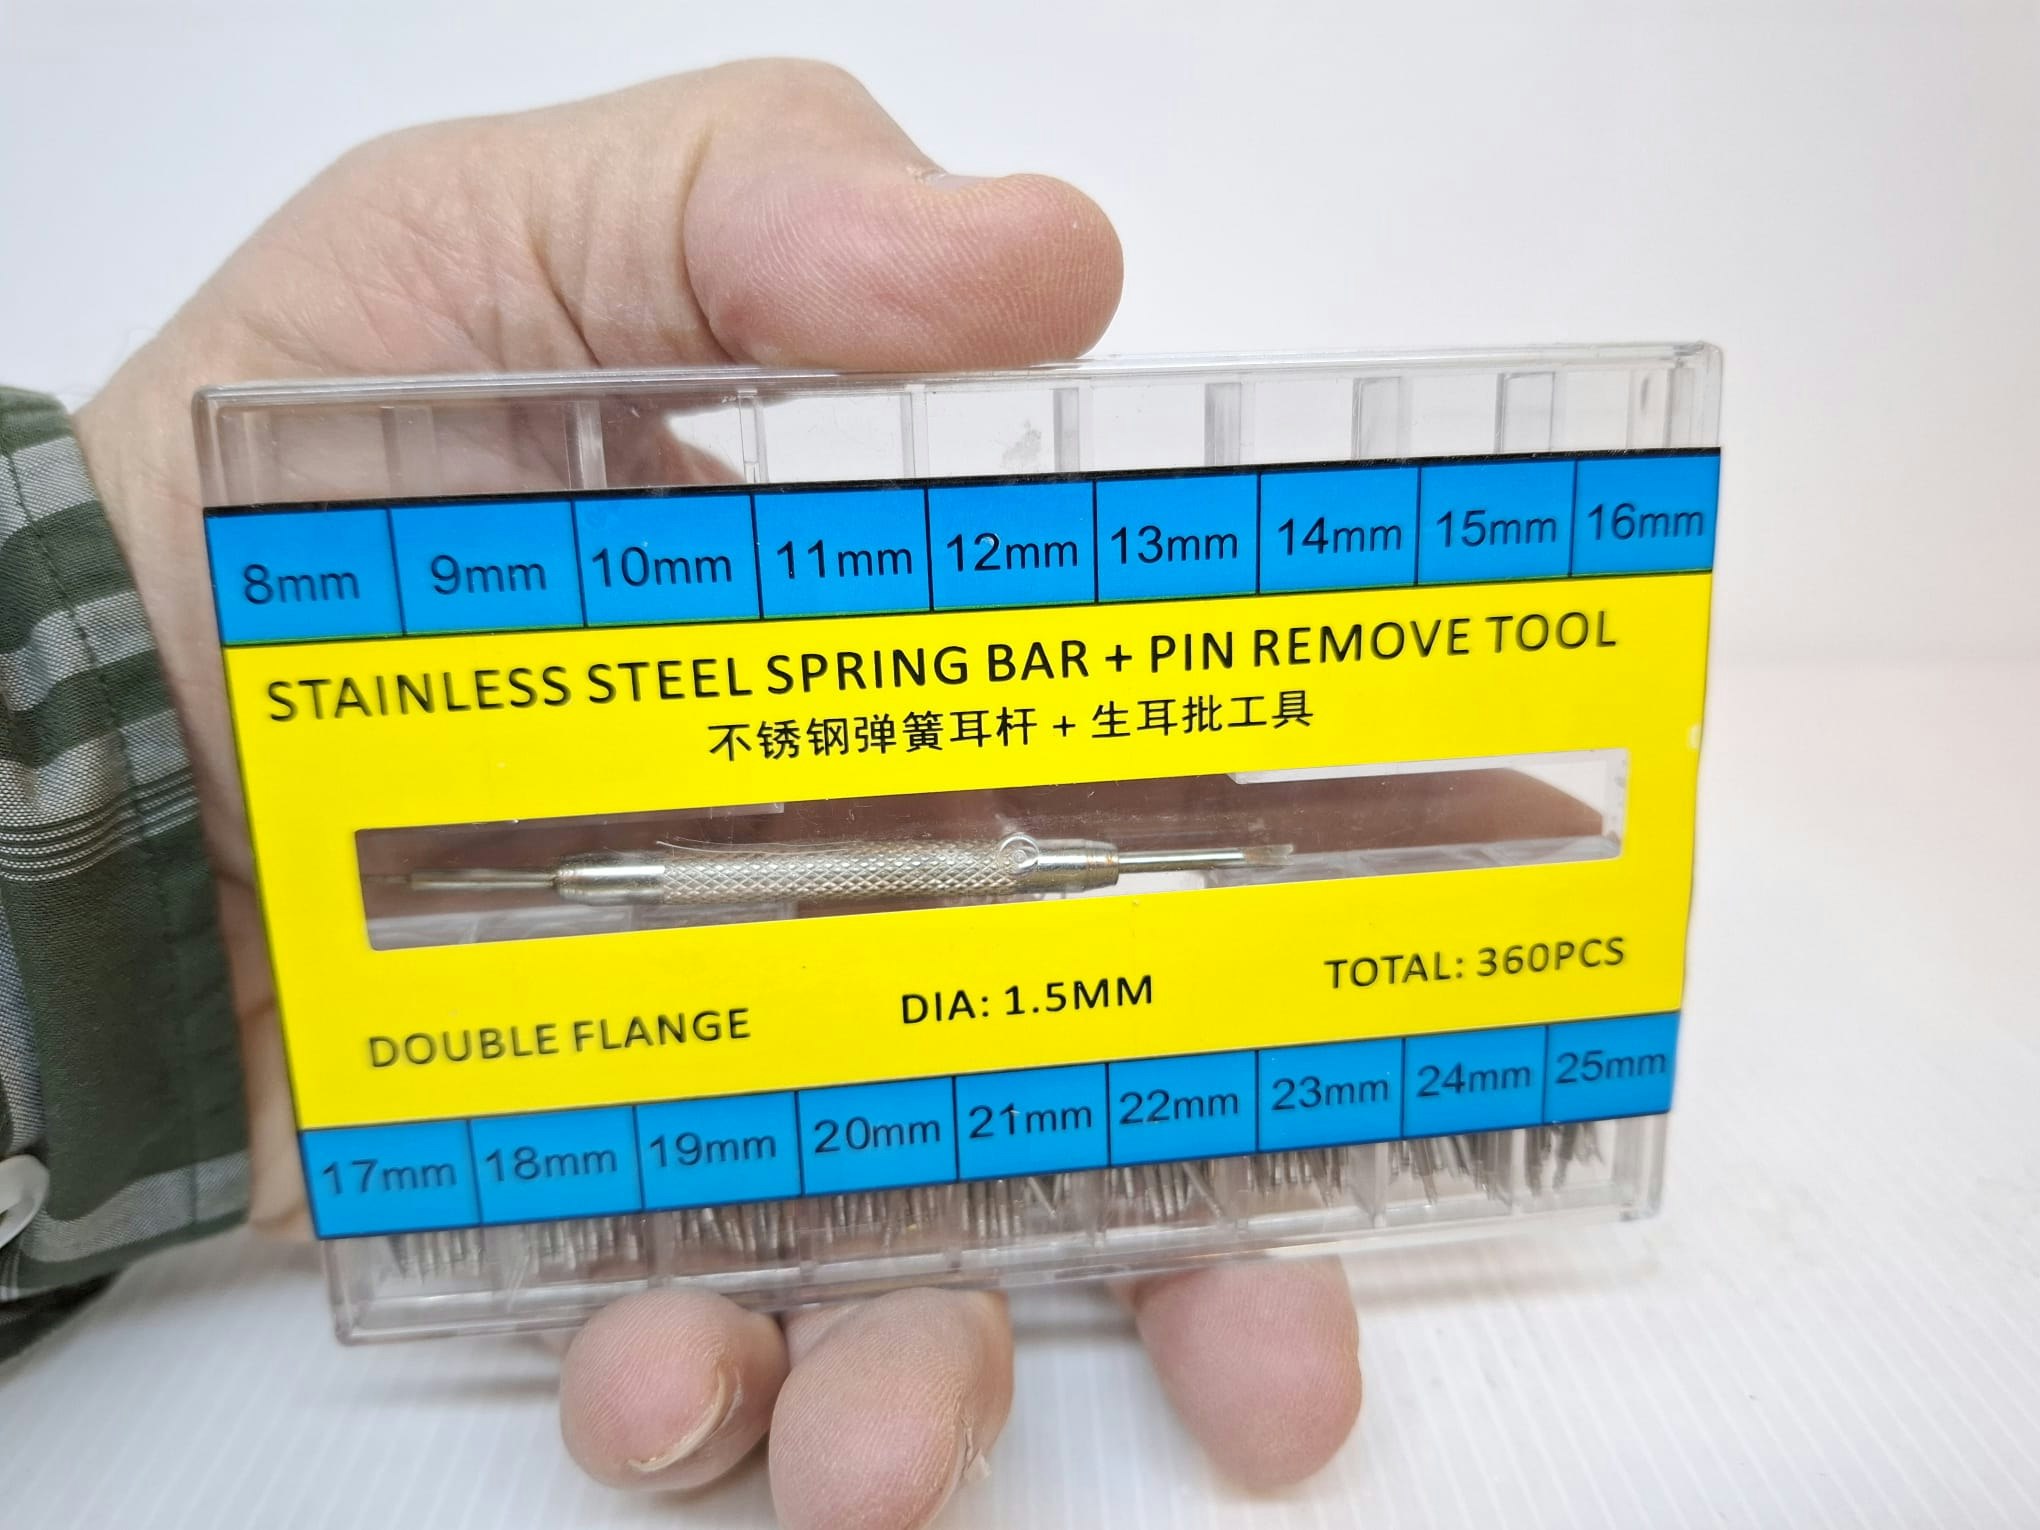 8mm 9mm 10mm 11mm 12mm 13mm 14mm 15mm 16mm
STAINLESS STEEL SPRING BAR + PIN REMOVE TOOL
不锈钢弹簧耳杆 + 生耳批工具
DOUBLE FLANGE DIA: 1.5MM TOTAL: 360PCS
17mm 18mm 19mm 20mm 21mm 22mm 23mm 24mm 25mm